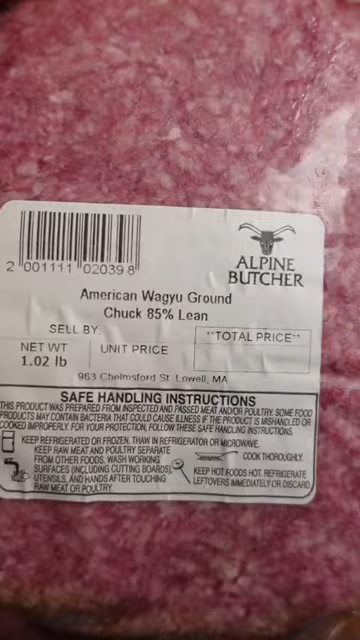 2 001111 020398
ALPINE
BUTCHER
American Wagyu Ground
Chuck 85% Lean
SELL BY:
**TOTAL PRICE**
NET WT
UNIT PRICE
1.02 lb
963 Chelmsford St. Lowell, MA
SAFE HANDLING INSTRUCTIONS
THIS PRODUCT WAS PREPARED FROM INSPECTED AND PASSED MEAT AND/OR POULTRY. SOME FOOD
PRODUCTS MAY CONTAIN BACTERIA THAT COULD CAUSE ILLNESS IF THE PRODUCT IS MISHANDLED OR
COOKED IMPROPERLY. FOR YOUR PROTECTION, FOLLOW THESE SAFE HANDLING INSTRUCTIONS.
KEEP REFRIGERATED OR FROZEN. THAW IN REFRIGERATOR OR MICROWAVE.
KEEP RAW MEAT AND POULTRY SEPARATE
FROM OTHER FOODS. WASH WORKING
SURFACES (INCLUDING CUTTING BOARDS),
UTENSILS, AND HANDS AFTER TOUCHING
RAW MEAT OR POULTRY.
COOK THOROUGHLY.
KEEP HOT FOODS HOT. REFRIGERATE
LEFTOVERS IMMEDIATELY OR DISCARD.